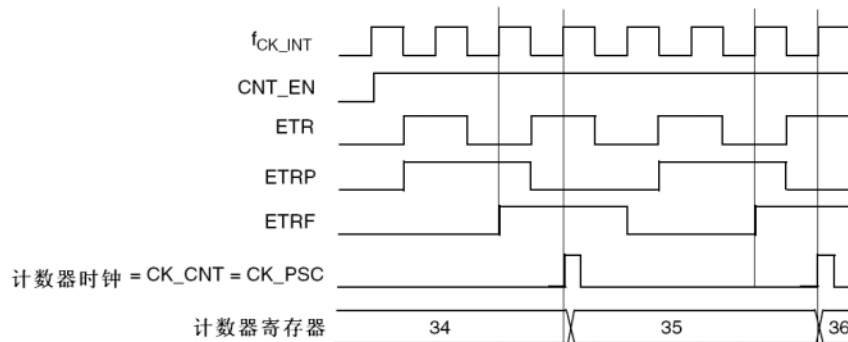 fCK_INT
CNT_EN
ETR
ETRP
ETRF
计数器时钟 = CK_CNT = CK_PSC
计数器寄存器 34 35 36